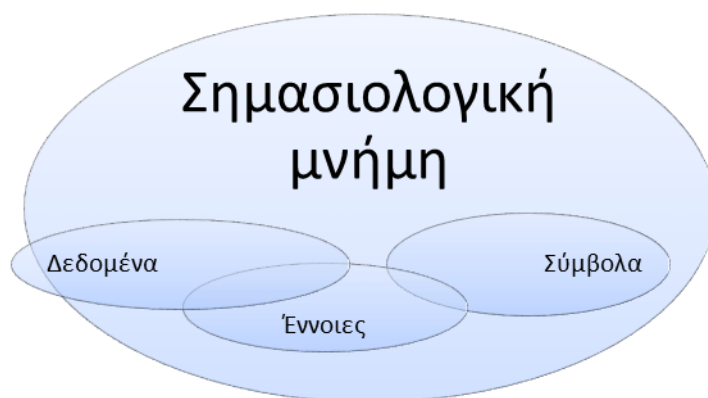 Σημασιολογική
μνήμη
Δεδομένα
Σύμβολα
Έννοιες